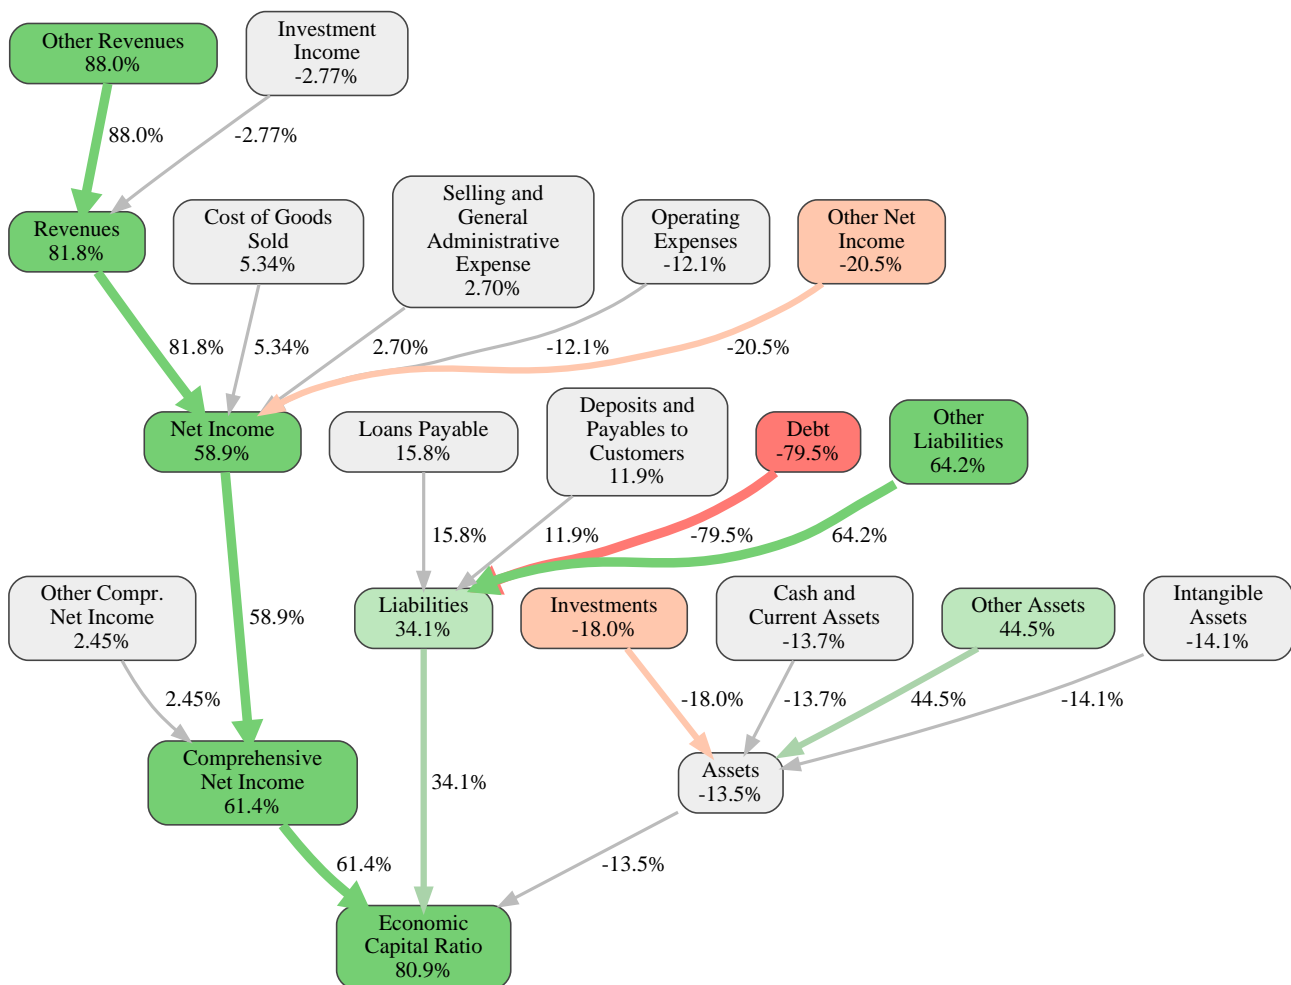 Other Revenues
88.0%
Investment
Income
-2.77%
88.0%
-2.77%
Revenues
81.8%
Cost of Goods
Sold
5.34%
Selling and
General
Administrative
Expense
2.70%
Operating
Expenses
-12.1%
Other Net
Income
-20.5%
81.8%
5.34%
2.70%
-12.1%
-20.5%
Net Income
58.9%
Loans Payable
15.8%
Deposits and
Payables to
Customers
11.9%
Debt
-79.5%
Other
Liabilities
64.2%
15.8%
11.9%
-79.5%
64.2%
Other Compr.
Net Income
2.45%
58.9%
Liabilities
34.1%
Investments
-18.0%
Cash and
Current Assets
-13.7%
Other Assets
44.5%
Intangible
Assets
-14.1%
2.45%
-18.0%
-13.7%
44.5%
-14.1%
Comprehensive
Net Income
61.4%
34.1%
Assets
-13.5%
61.4%
-13.5%
Economic
Capital Ratio
80.9%